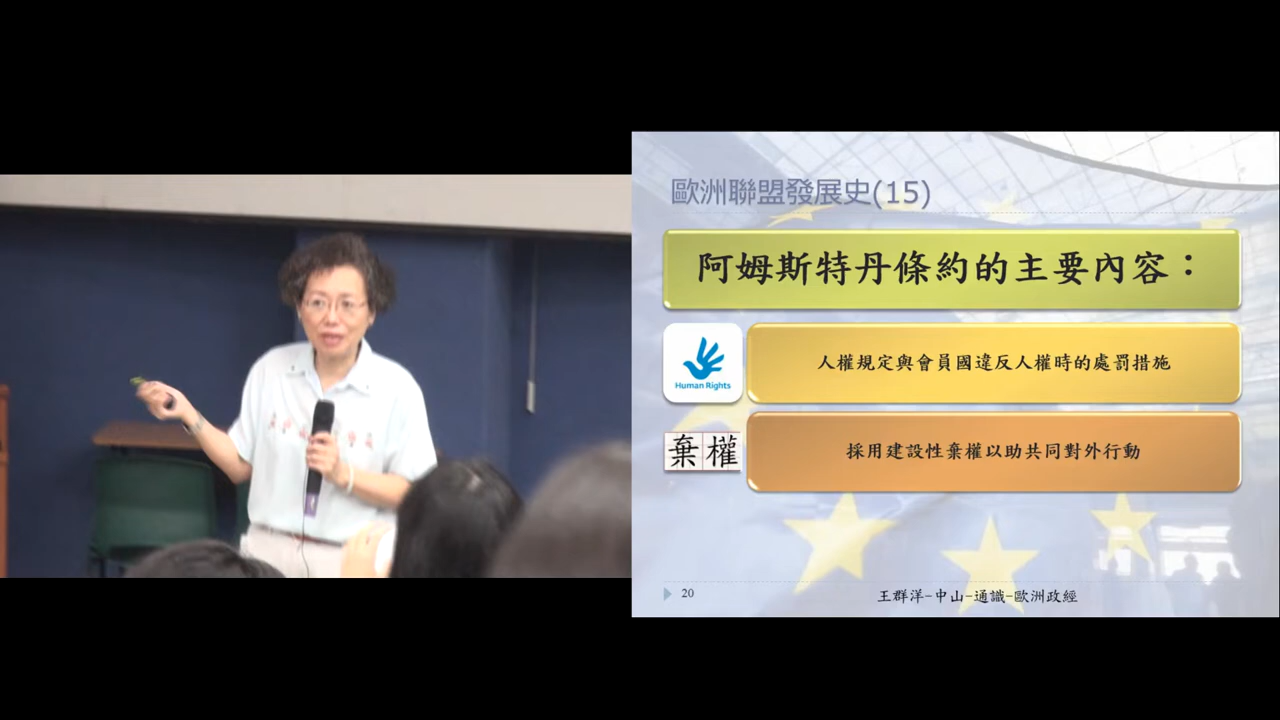 歐洲聯盟發展史(15)
阿姆斯特丹條約的主要內容：
Human Rights
人權規定與會員國違反人權時的處罰措施
棄權
採用建設性棄權以助共同對外行動
20
王群洋-中山-通識-歐洲政經